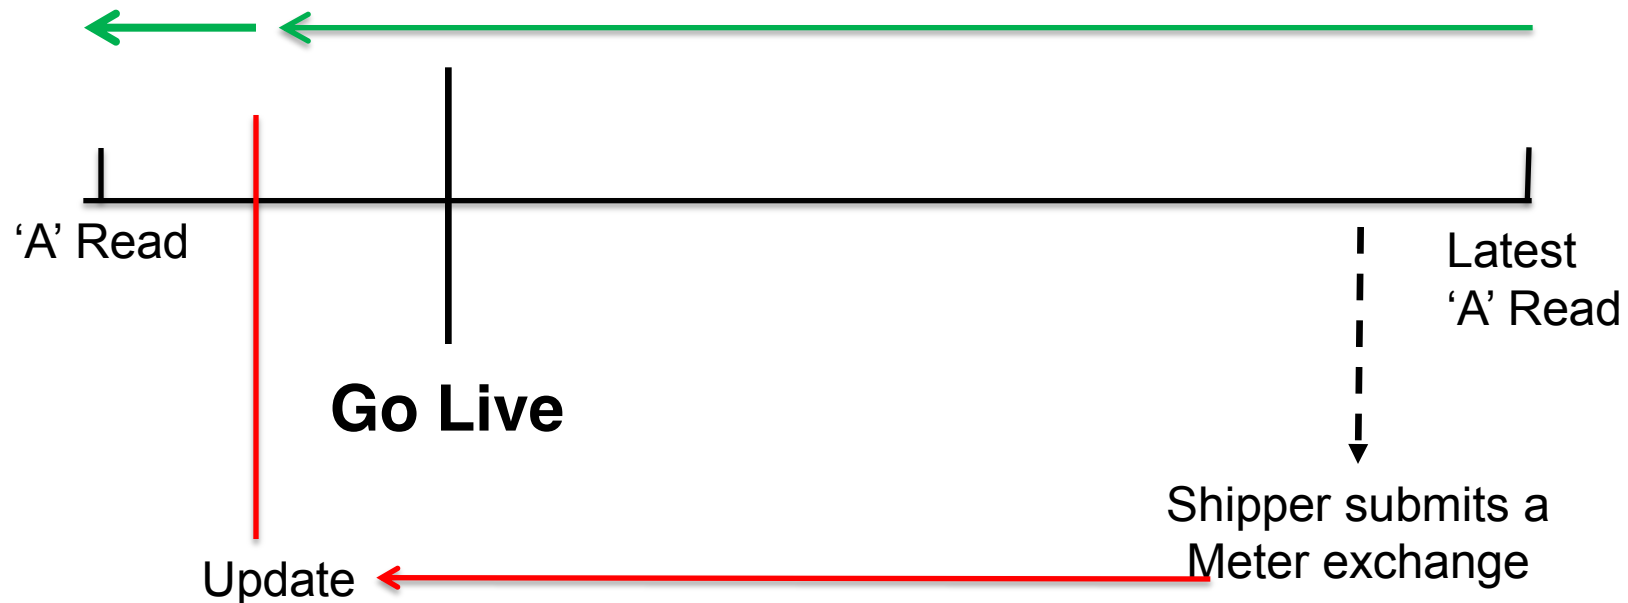 ‘A’ Read
Latest
‘A’ Read
Go Live
Shipper submits a
Meter exchange
Update